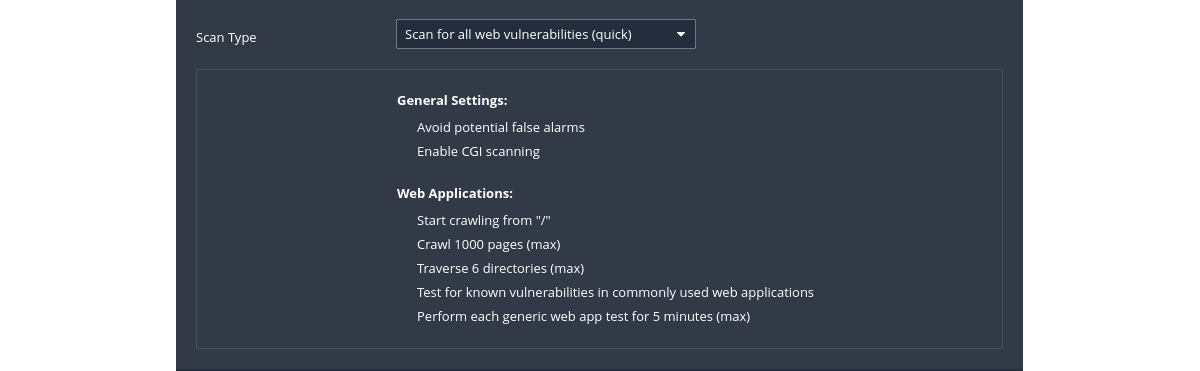 Scan Type
Scan for all web vulnerabilities (quick)
General Settings:
Avoid potential false alarms
Enable CGI scanning
Web Applications:
Start crawling from "/"
Crawl 1000 pages (max)
Traverse 6 directories (max)
Test for known vulnerabilities in commonly used web applications
Perform each generic web app test for 5 minutes (max)